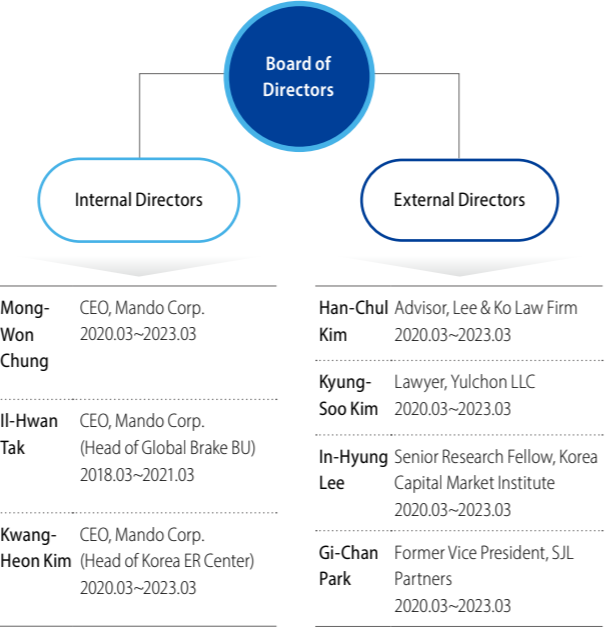 Board of
Directors
Internal Directors
External Directors
Mong-
Won
Chung
CEO, Mando Corp.
2020.03~2023.03
Il-Hwan
Tak
CEO, Mando Corp.
(Head of Global Brake BU)
2018.03~2021.03
Kwang-
Heon Kim
CEO, Mando Corp.
(Head of Korea ER Center)
2020.03~2023.03
Han-Chul
Kim
Advisor, Lee & Ko Law Firm
2020.03~2023.03
Kyung-
Soo Kim
Lawyer, Yulchon LLC
2020.03~2023.03
In-Hyung
Lee
Senior Research Fellow, Korea
Capital Market Institute
2020.03~2023.03
Gi-Chan
Park
Former Vice President, SJL
Partners
2020.03~2023.03